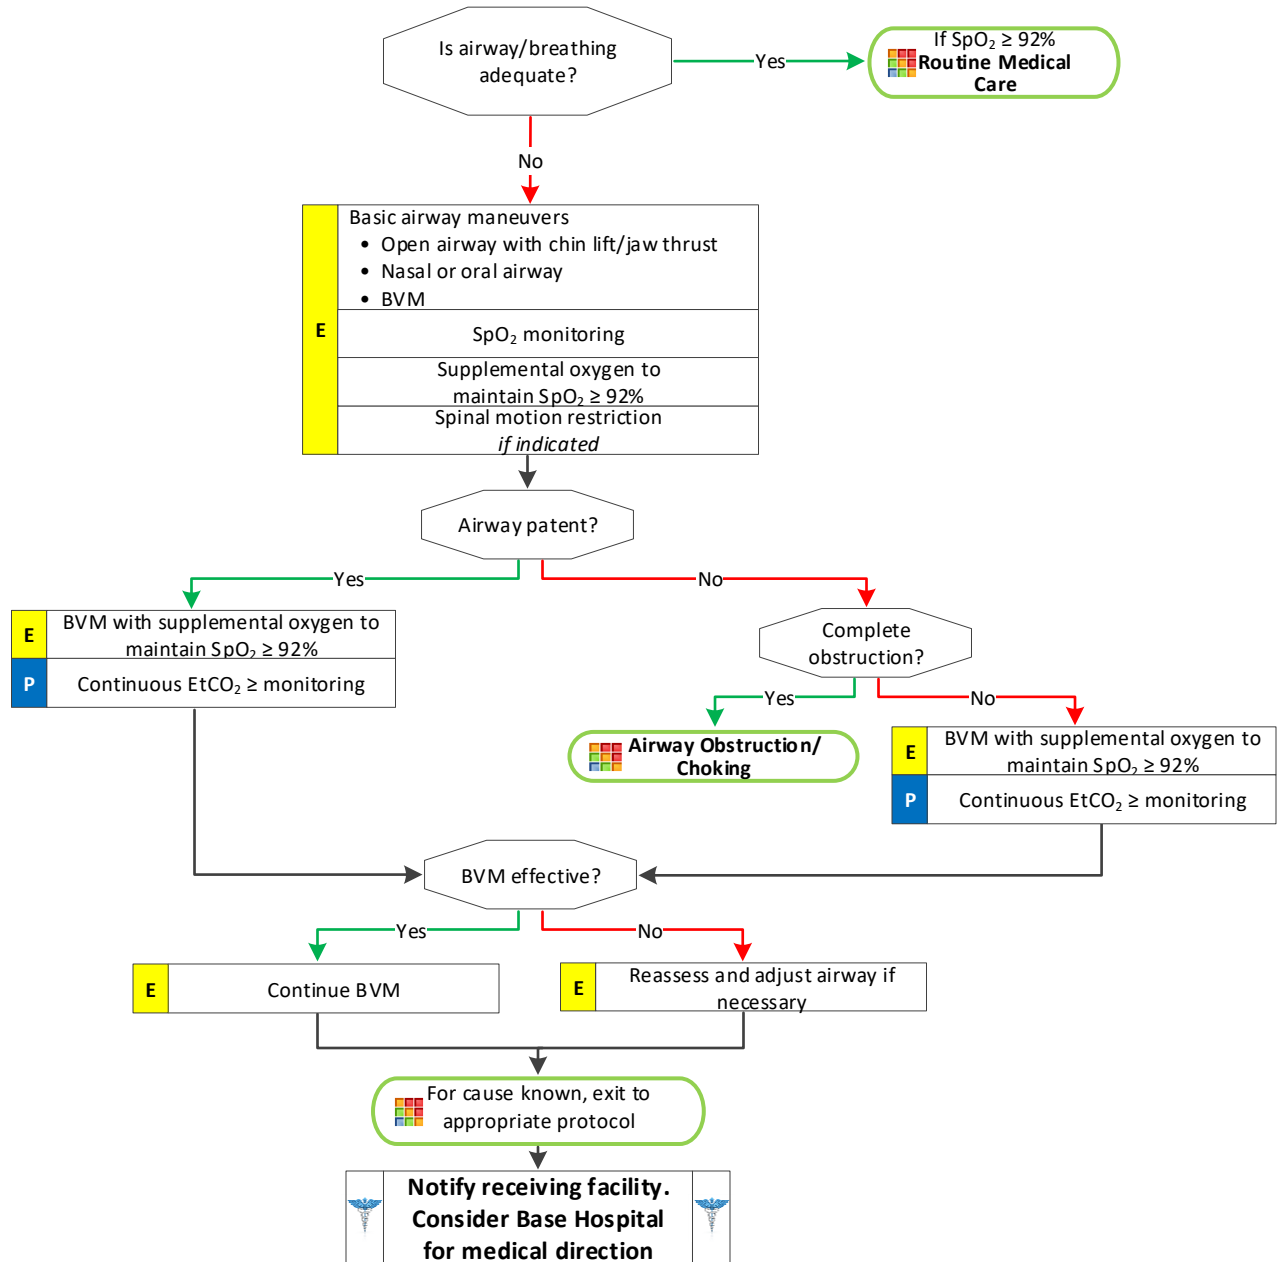 Is airway/breathing
adequate?
Yes
If SpO₂ ≥ 92%
Routine Medical
Care
No
Basic airway maneuvers
• Open airway with chin lift/jaw thrust
• Nasal or oral airway
• BVM
E
SpO₂ monitoring
Supplemental oxygen to
maintain SpO₂ ≥ 92%
Spinal motion restriction
if indicated
Airway patent?
Yes
No
E
BVM with supplemental oxygen to
maintain SpO₂ ≥ 92%
P
Continuous EtCO₂ ≥ monitoring
Complete
obstruction?
Yes
No
Airway Obstruction/
Choking
E
BVM with supplemental oxygen to
maintain SpO₂ ≥ 92%
P
Continuous EtCO₂ ≥ monitoring
BVM effective?
Yes
No
E
Continue BVM
E
Reassess and adjust airway if
necessary
For cause known, exit to
appropriate protocol
Notify receiving facility.
Consider Base Hospital
for medical direction